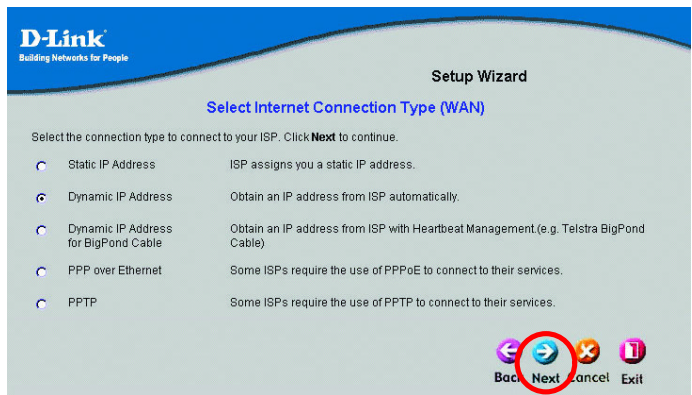 D-Link
Building Networks for People
Setup Wizard
Select Internet Connection Type (WAN)
Select the connection type to connect to your ISP. Click Next to continue.
Static IP Address ISP assigns you a static IP address.
Dynamic IP Address Obtain an IP address from ISP automatically.
Dynamic IP Address Obtain an IP address from ISP with Heartbeat Management.(e.g. Telstra BigPond
for BigPond Cable Cable)
PPP over Ethernet Some ISPs require the use of PPPoE to connect to their services.
PPTP Some ISPs require the use of PPTP to connect to their services.
Back Next Cancel Exit